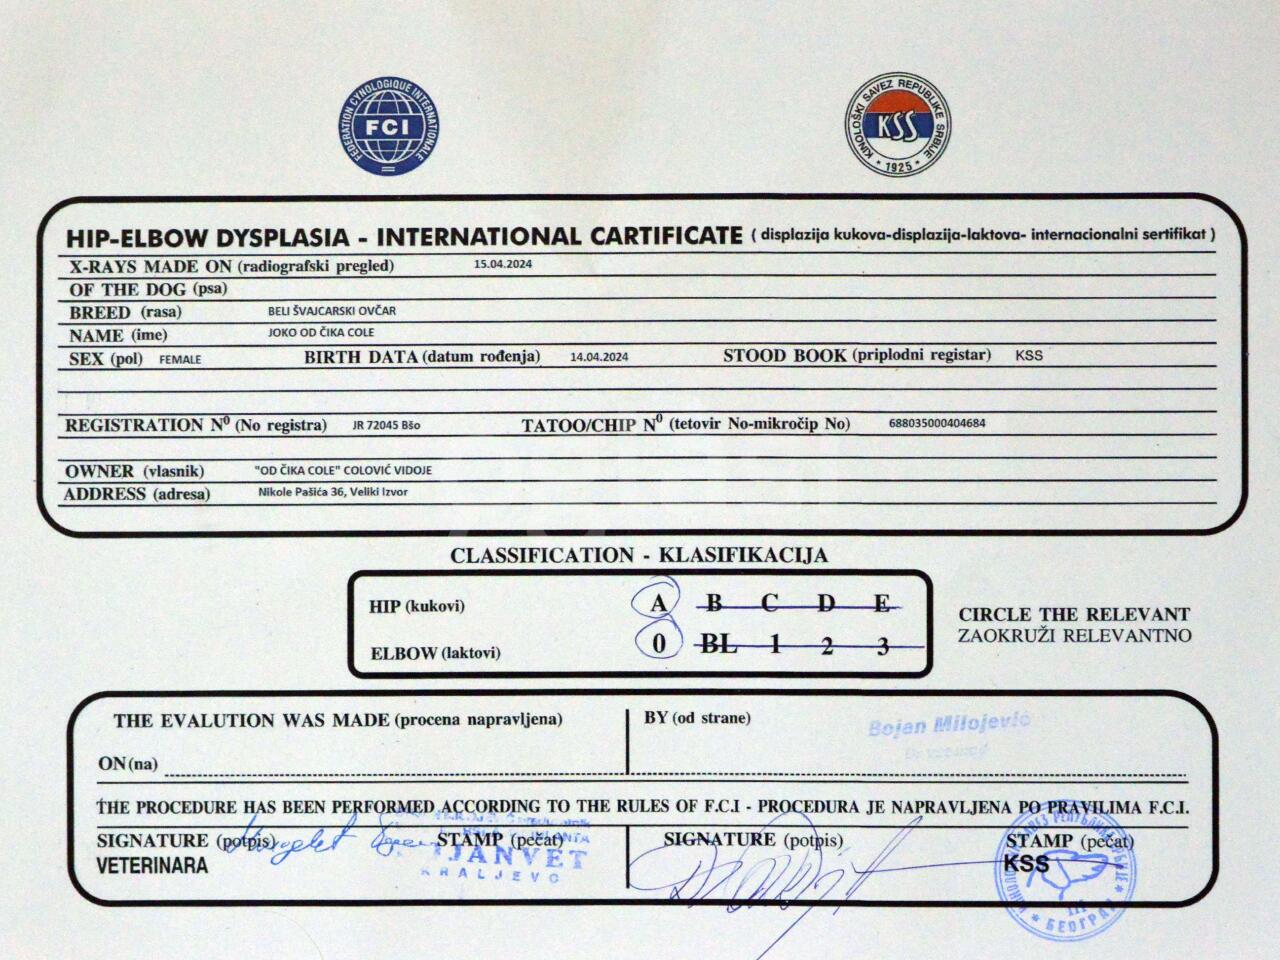 FEDERATION CYNOLOGIQUE INTERNATIONALE
FCI
KINOLOŠKI SAVEZ REPUBLIKE SRBIJE
KSS
* 1925 *
HIP-ELBOW DYSPLASIA - INTERNATIONAL CARTIFICATE ( displazija kukova-displazija-laktova- internacionalni sertifikat )
X-RAYS MADE ON (radiografski pregled) 15.04.2024
OF THE DOG (psa)
BREED (rasa) BELI ŠVAJCARSKI OVČAR
NAME (ime) JOKO OD ČIKA COLE
SEX (pol) FEMALE BIRTH DATA (datum rođenja) 14.04.2024 STOOD BOOK (priplodni registar) KSS
REGISTRATION N⁰ (No registra) JR 72045 Bšo TATOO/CHIP N⁰ (tetovir No-mikročip No) 688035000404684
OWNER (vlasnik) "OD ČIKA COLE" COLOVIĆ VIDOJE
ADDRESS (adresa) Nikole Pašića 36, Veliki Izvor
CLASSIFICATION - KLASIFIKACIJA
HIP (kukovi) A B C D E
ELBOW (laktovi) 0 BL 1 2 3
CIRCLE THE RELEVANT
ZAOKRUŽI RELEVANTNO
THE EVALUTION WAS MADE (procena napravljena) BY (od strane) Bojan Milojević
ON (na)
THE PROCEDURE HAS BEEN PERFORMED ACCORDING TO THE RULES OF F.C.I - PROCEDURA JE NAPRAVLJENA PO PRAVILIMA F.C.I.
SIGNATURE (potpis) STAMP (pečat) SIGNATURE (potpis) STAMP (pečat)
VETERINARA KSS
KRALJEVO
III
* БЕОГРАД *